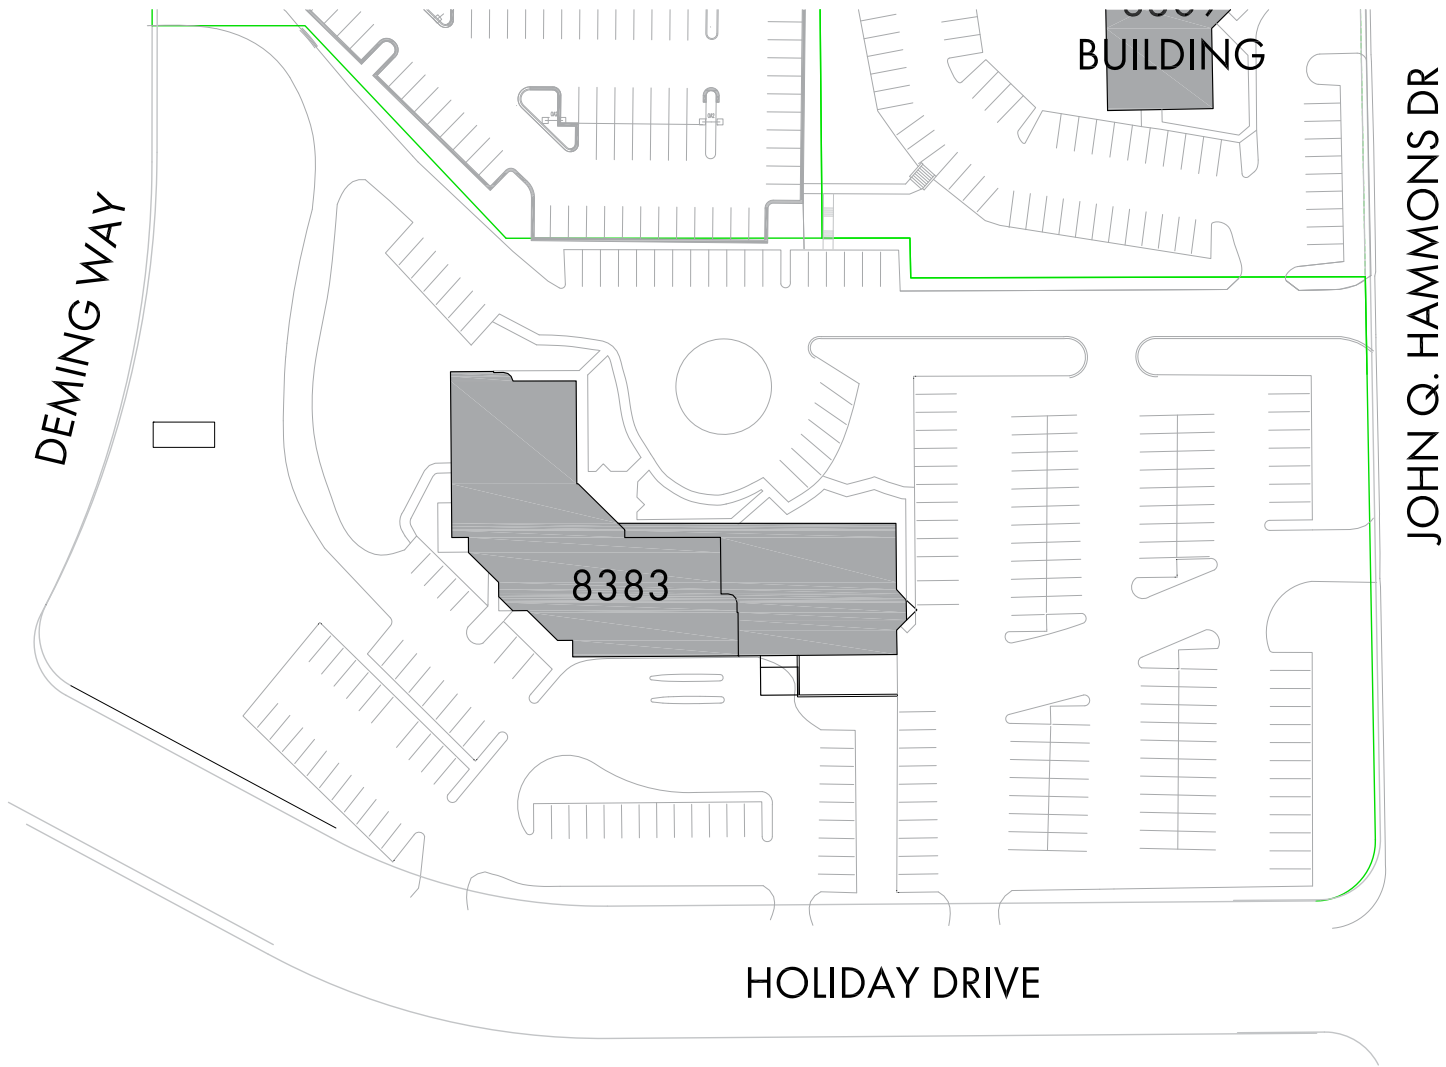 BUILDING
JOHN Q. HAMMONS DR
DEMING WAY
8383
HOLIDAY DRIVE